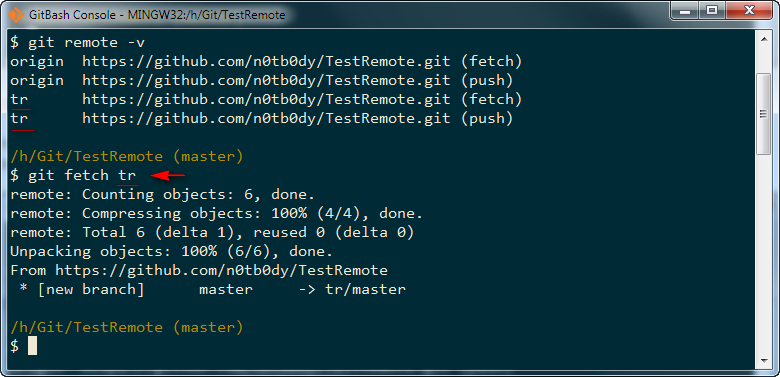 GitBash Console - MINGW32:/h/Git/TestRemote
$ git remote -v
origin  https://github.com/n0tb0dy/TestRemote.git (fetch)
origin  https://github.com/n0tb0dy/TestRemote.git (push)
tr      https://github.com/n0tb0dy/TestRemote.git (fetch)
tr      https://github.com/n0tb0dy/TestRemote.git (push)
/h/Git/TestRemote (master)
$ git fetch tr
remote: Counting objects: 6, done.
remote: Compressing objects: 100% (4/4), done.
remote: Total 6 (delta 1), reused 0 (delta 0)
Unpacking objects: 100% (6/6), done.
From https://github.com/n0tb0dy/TestRemote
 * [new branch]      master     -> tr/master
/h/Git/TestRemote (master)
$